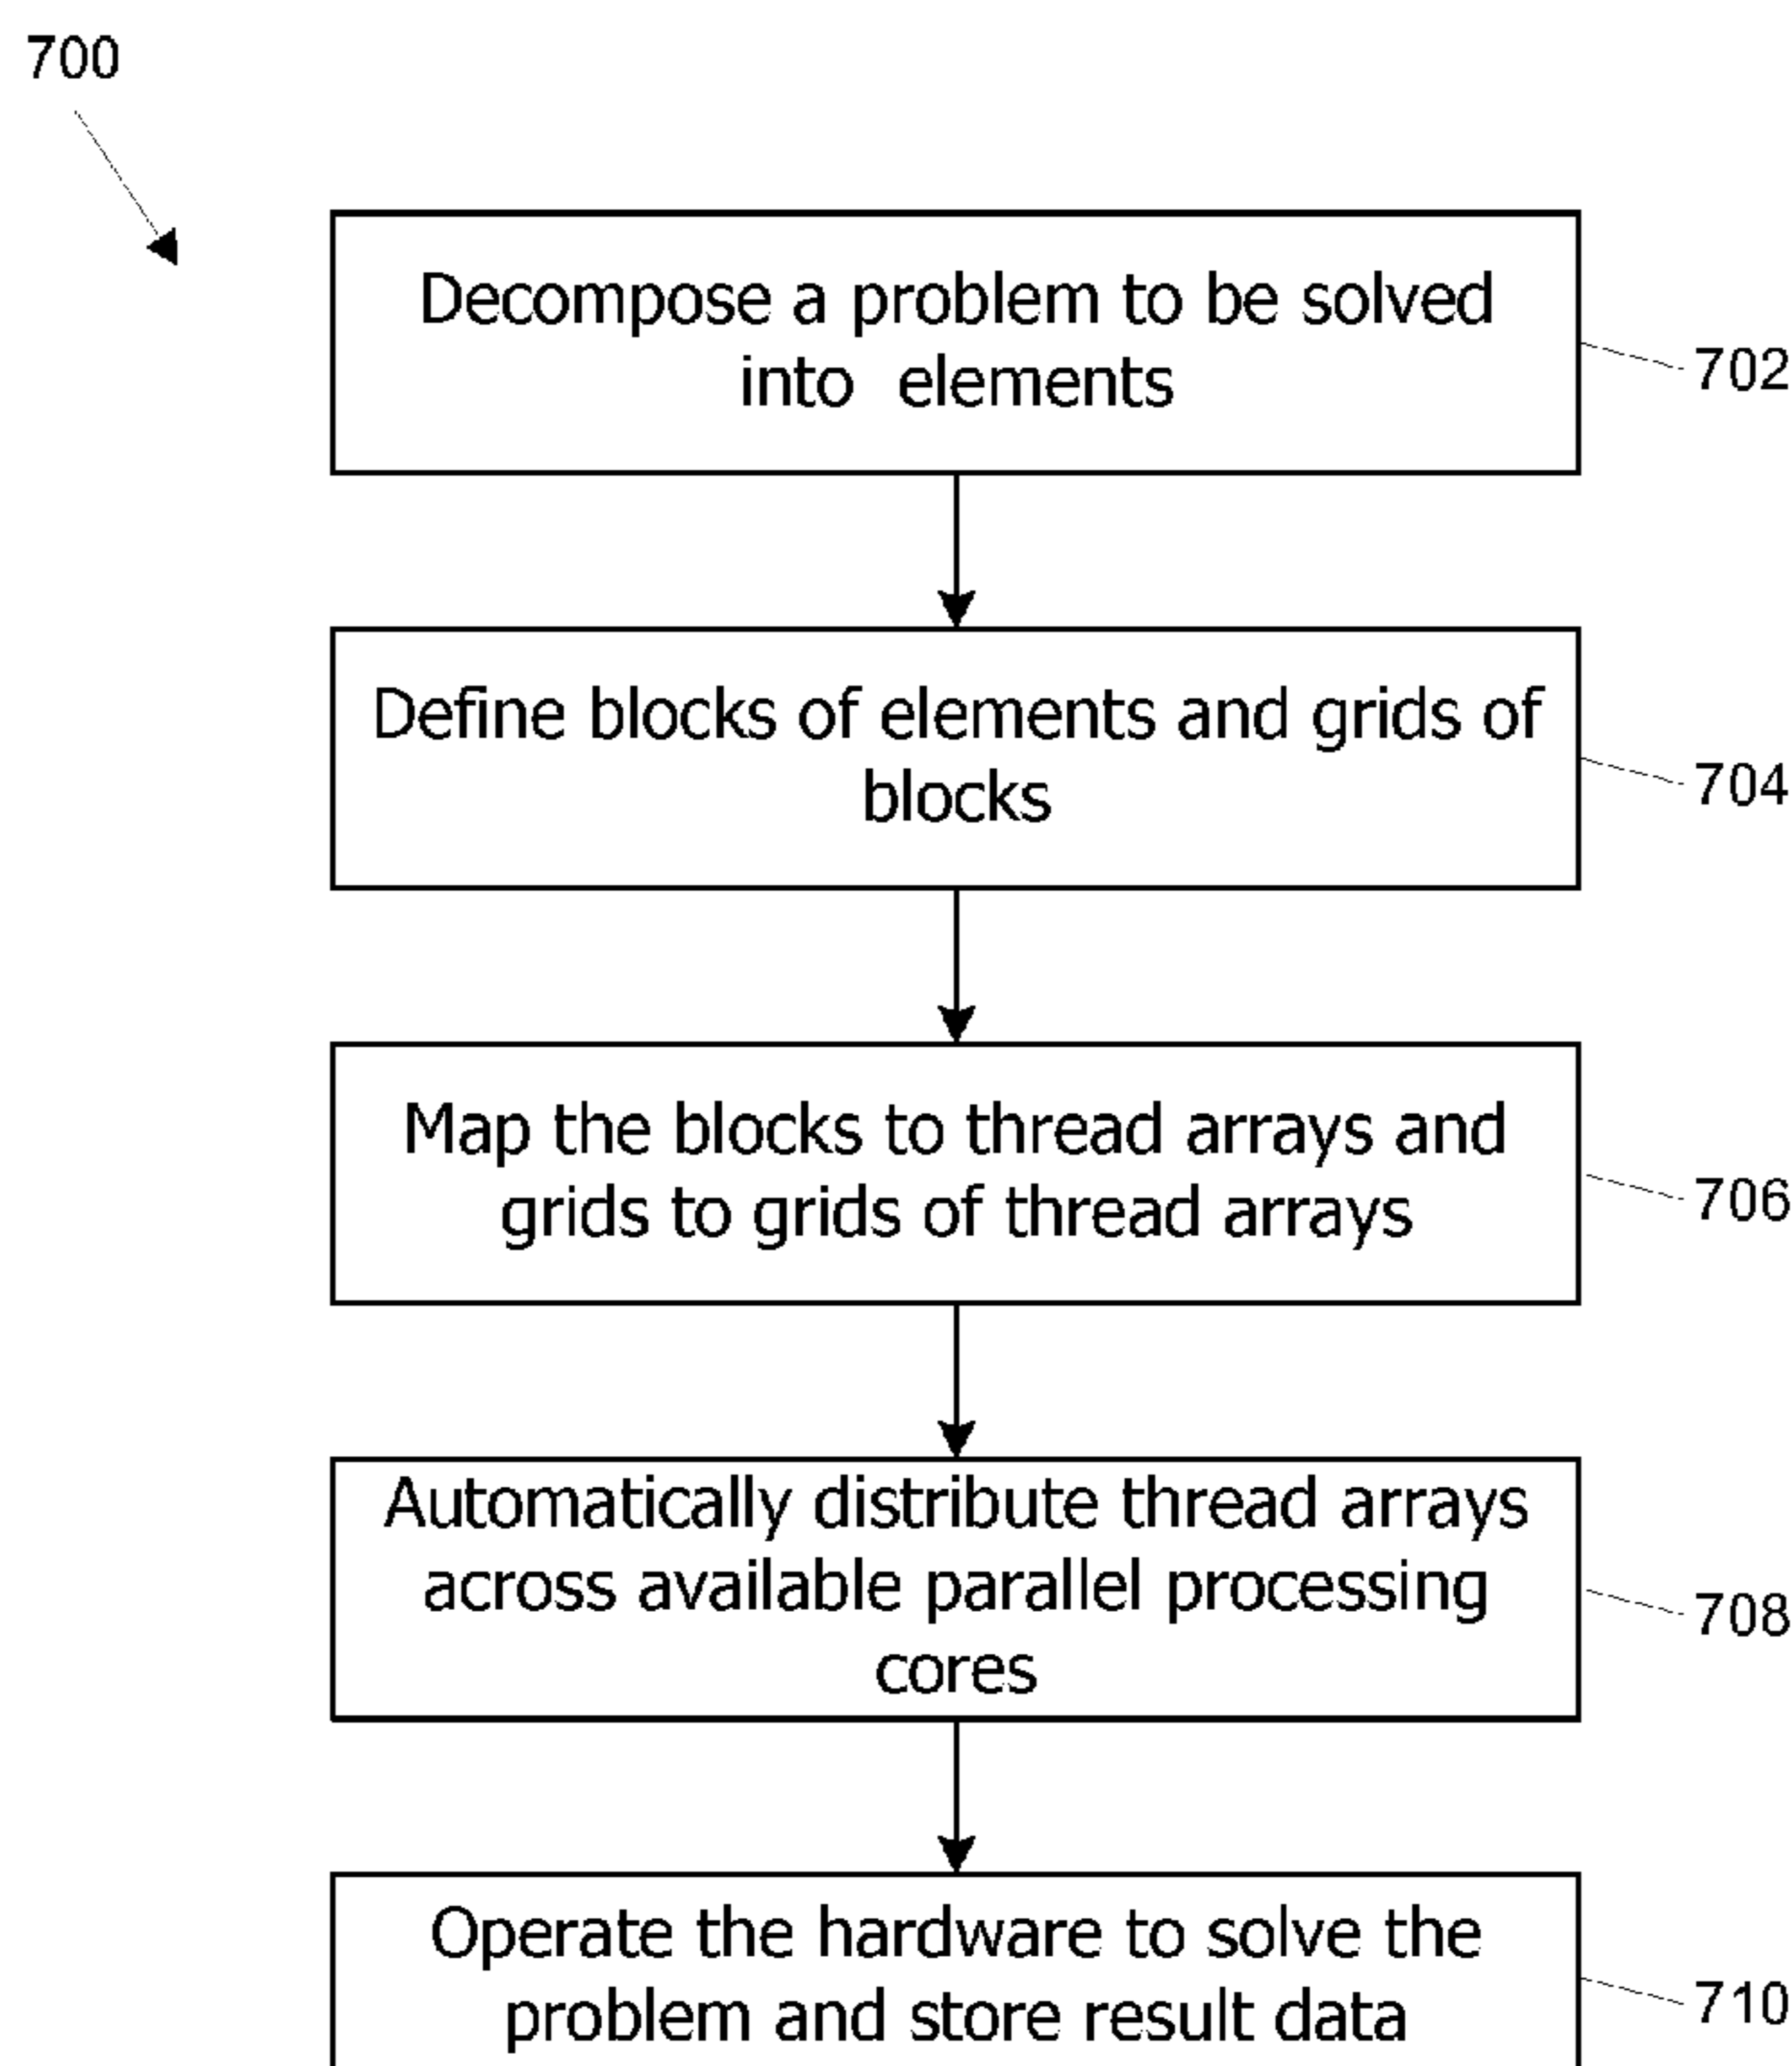 700
Decompose a problem to be solved
into elements
702
Define blocks of elements and grids of
blocks
704
Map the blocks to thread arrays and
grids to grids of thread arrays
706
Automatically distribute thread arrays
across available parallel processing
cores
708
Operate the hardware to solve the
problem and store result data
710